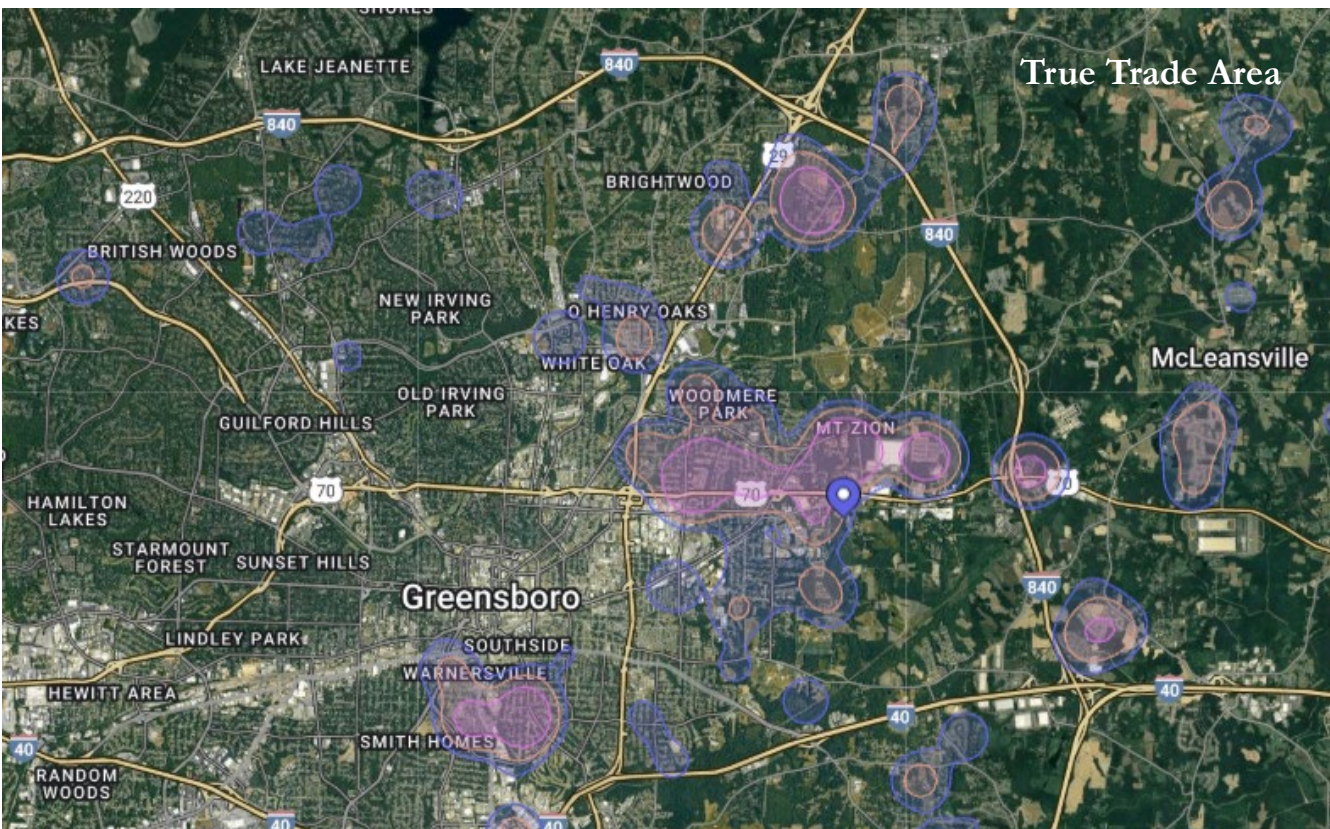 SHORES
LAKE JEANETTE
840
True Trade Area
840
29
BRIGHTWOOD
220
840
BRITISH WOODS
NEW IRVING
PARK
O HENRY OAKS
KES
WHITE OAK
McLeansville
OLD IRVING
PARK
WOODMERE
PARK
GUILFORD HILLS
MT ZION
70
70
70
HAMILTON
LAKES
STARMOUNT
FOREST
SUNSET HILLS
Greensboro
840
LINDLEY PARK
SOUTHSIDE
WARNERSVILLE
HEWITT AREA
40
40
SMITH HOMES
40
RANDOM
WOODS
40
40